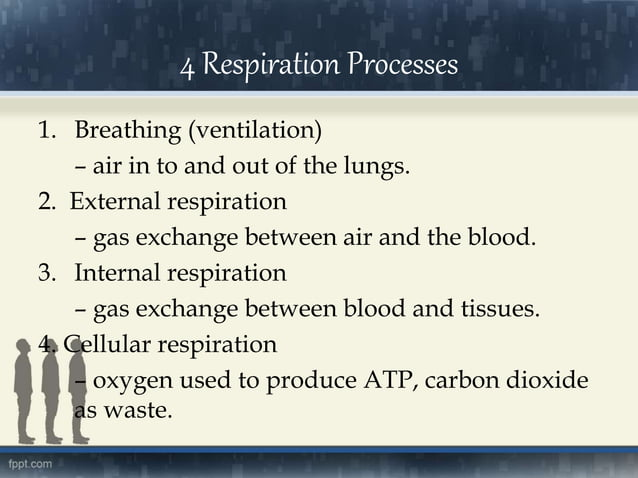 4 Respiration Processes
1. Breathing (ventilation)
– air in to and out of the lungs.
2. External respiration
– gas exchange between air and the blood.
3. Internal respiration
– gas exchange between blood and tissues.
4. Cellular respiration
– oxygen used to produce ATP, carbon dioxide
as waste.
fppt.com